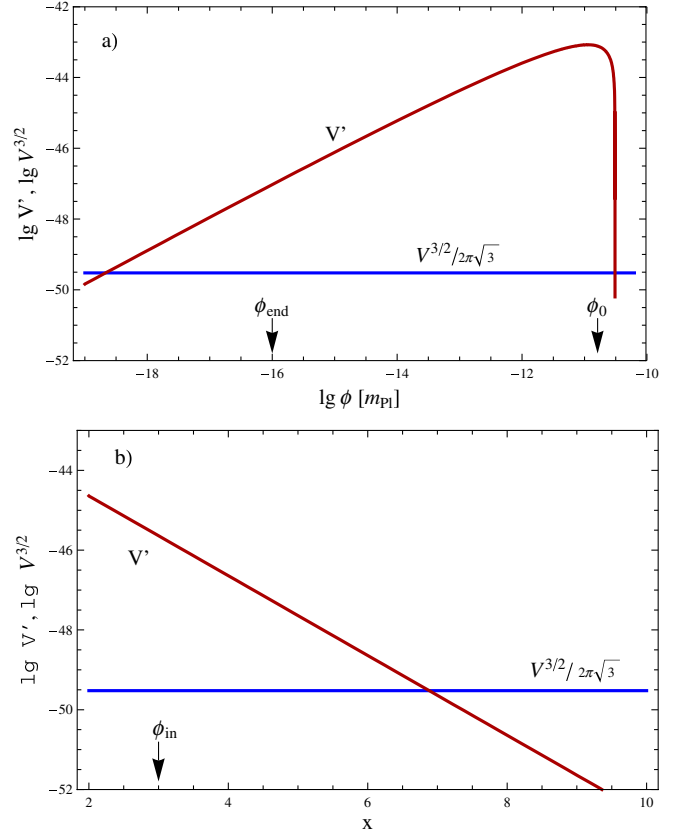 a)
lg V', lg V^{3/2}
−42
−44
−46
−48
−50
−52
V'
V^{3/2}/2π√3
ϕ_end
ϕ_0
−18 −16 −14 −12 −10
lg ϕ [m_Pl]
b)
lg V', lg V^{3/2}
−44
−46
−48
−50
−52
V'
V^{3/2}/2π√3
ϕ_in
2 4 6 8 10
x